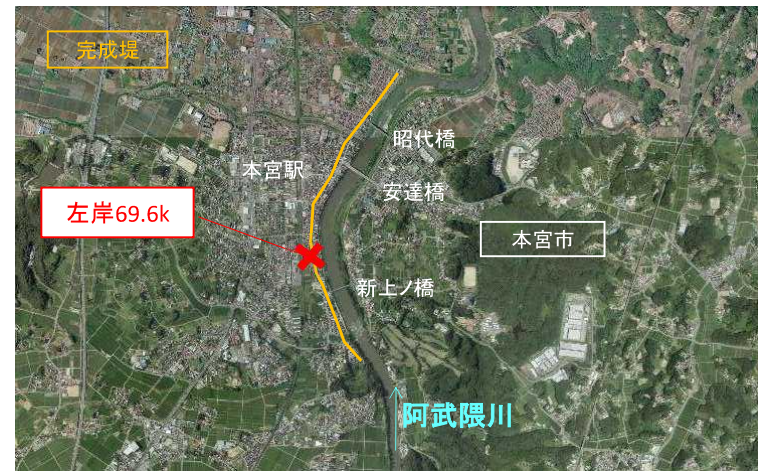 完成堤
昭代橋
本宮駅
安達橋
左岸69.6k
本宮市
新上ノ橋
阿武隈川